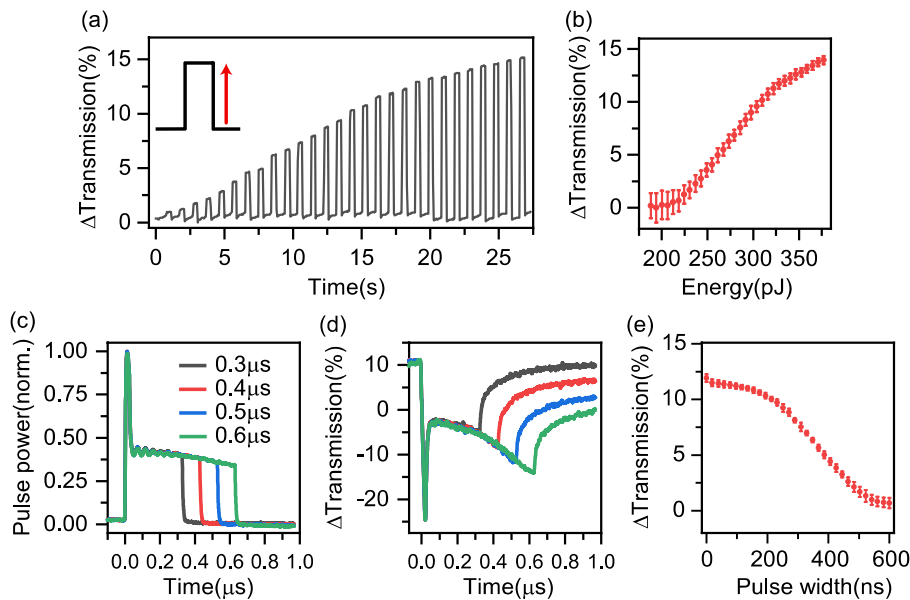 (a)
ΔTransmission(%)
15
10
5
0
0 5 10 15 20 25
Time(s)
(b)
ΔTransmission(%)
15
10
5
0
200 250 300 350
Energy(pJ)
(c)
Pulse power(norm.)
1.00
0.75
0.50
0.25
0.00
0.3μs
0.4μs
0.5μs
0.6μs
0.0 0.2 0.4 0.6 0.8 1.0
Time(μs)
(d)
ΔTransmission(%)
10
0
-10
-20
0.0 0.2 0.4 0.6 0.8 1.0
Time(μs)
(e)
ΔTransmission(%)
15
10
5
0
0 200 400 600
Pulse width(ns)